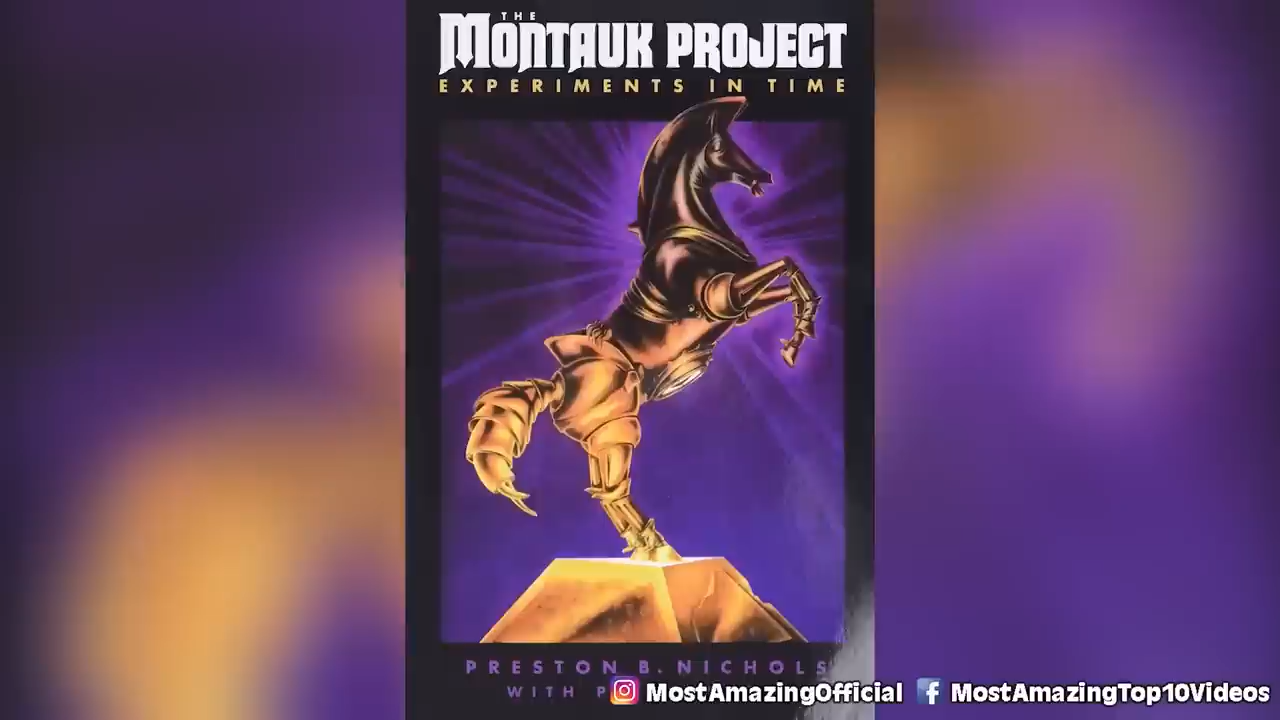 THE
MONTAUK PROJECT
EXPERIMENTS IN TIME
PRESTON B. NICHOLS
WITH
MostAmazingOfficial MostAmazingTop10Videos